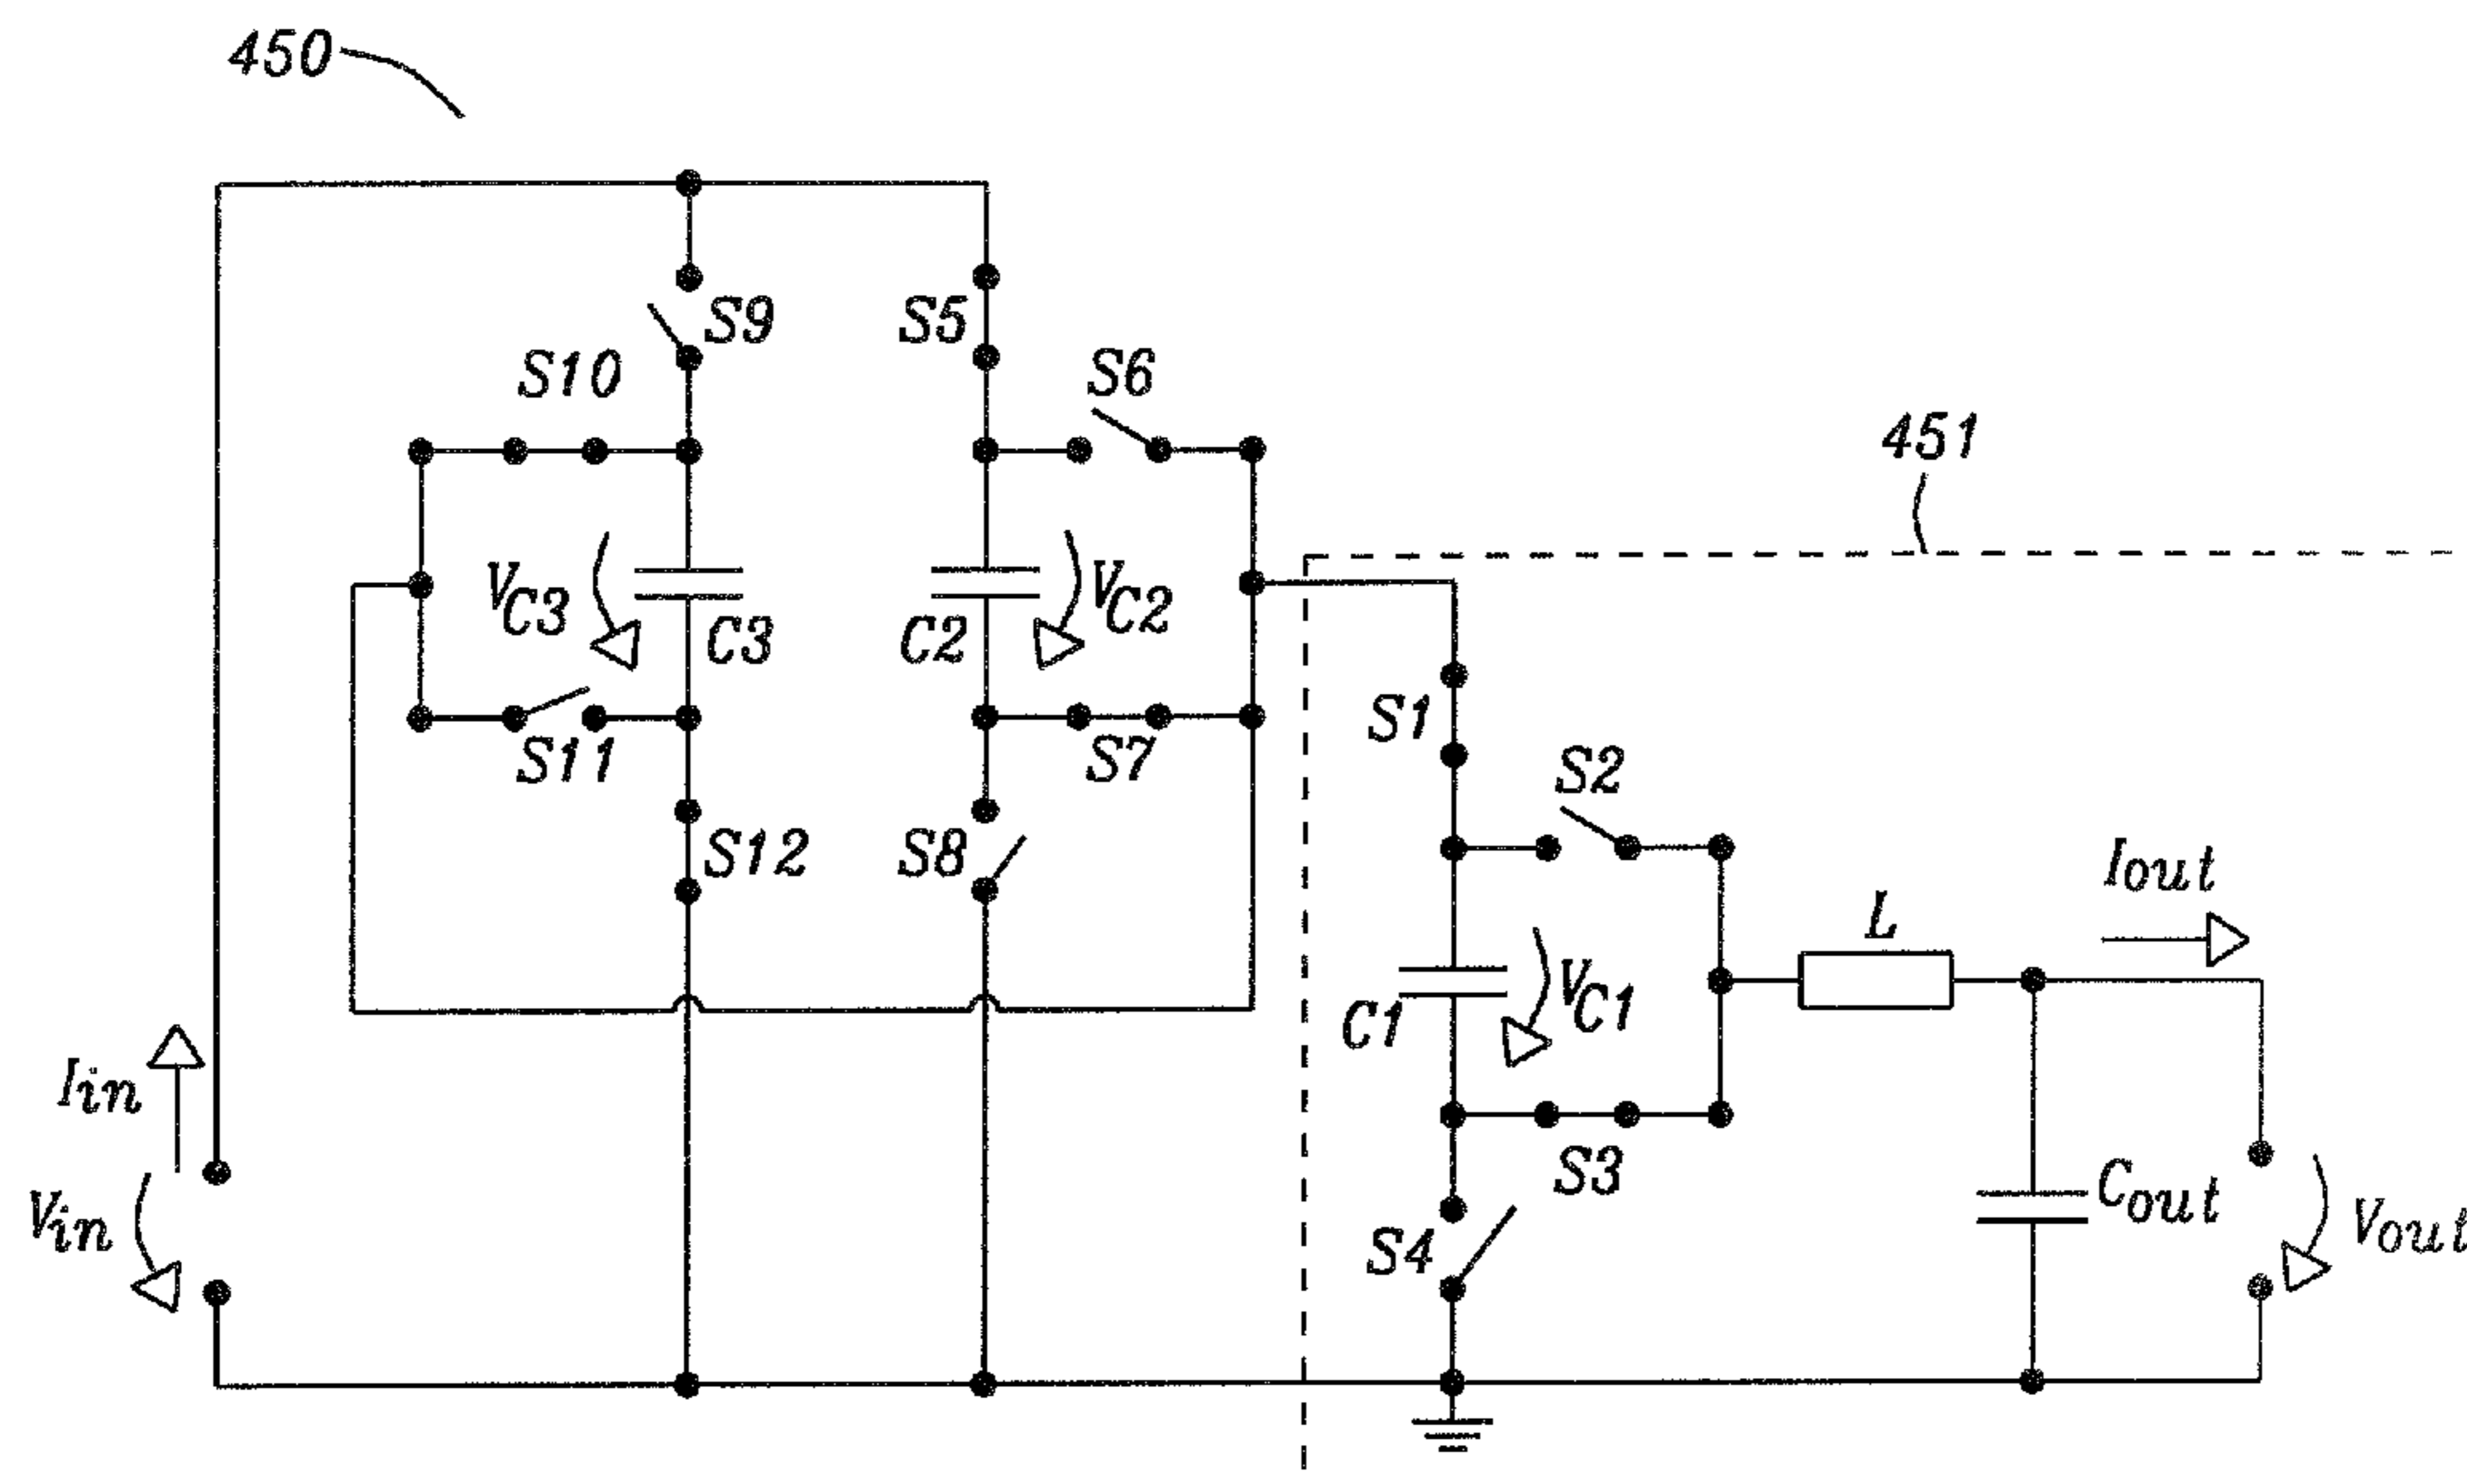 450
S9
S5
S10
S6
451
VC3
C3
C2
VC2
S11
S7
S1
S2
S12
S8
Iout
L
C1
VC1
Iin
S3
Vin
S4
Cout
Vout